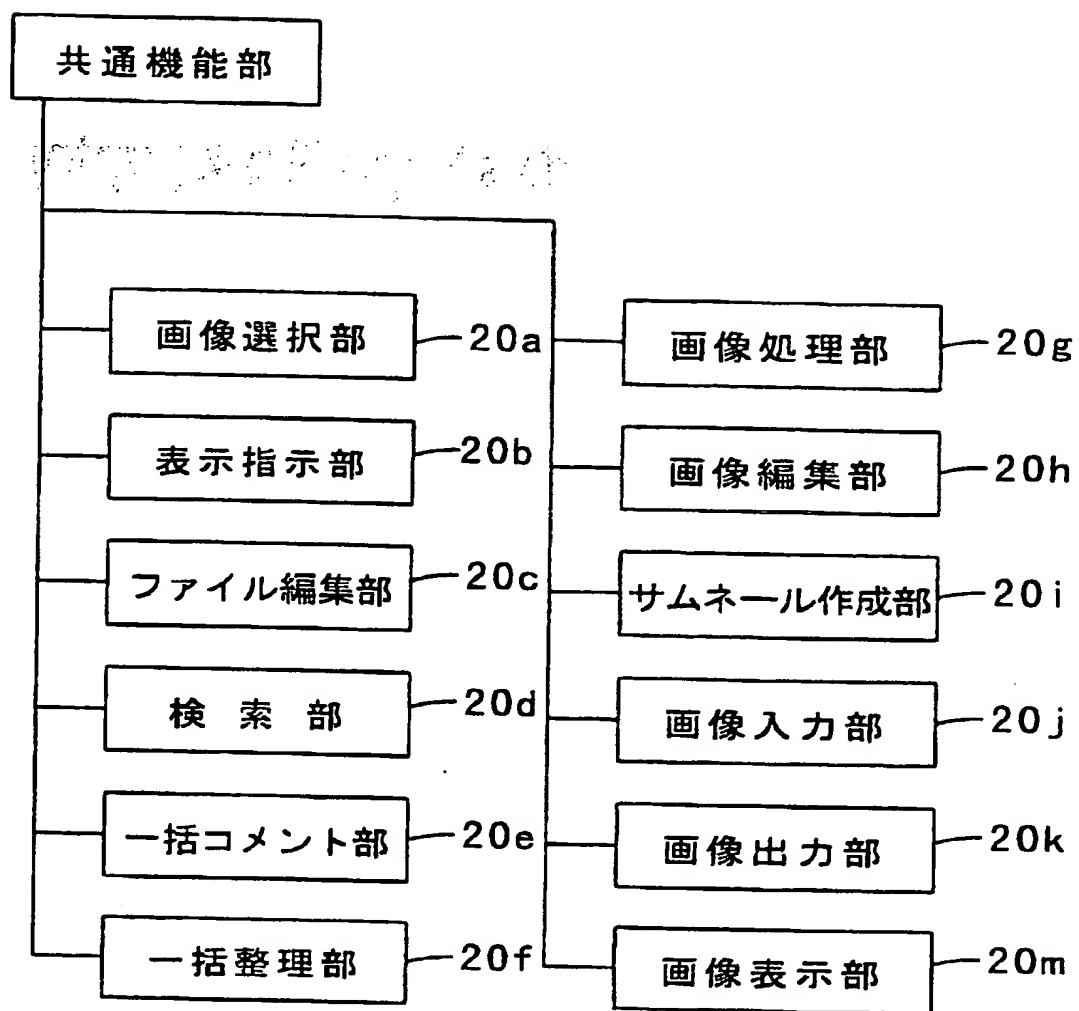 共通機能部
画像選択部 20a
表示指示部 20b
ファイル編集部 20c
検索部 20d
一括コメント部 20e
一括整理部 20f
画像処理部 20g
画像編集部 20h
サムネール作成部 20i
画像入力部 20j
画像出力部 20k
画像表示部 20m